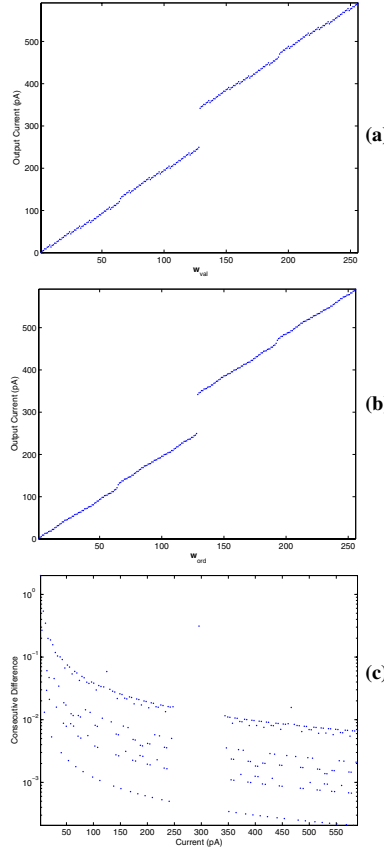 500
400
300
200
100
0
Output Current (pA)
50 100 150 200 250
w_val
(a)
500
400
300
200
100
0
Output Current (pA)
50 100 150 200 250
w_ord
(b
10^0
10^-1
10^-2
10^-3
Consecutive Difference
50 100 150 200 250 300 350 400 450 500 550
Current (pA)
(c)